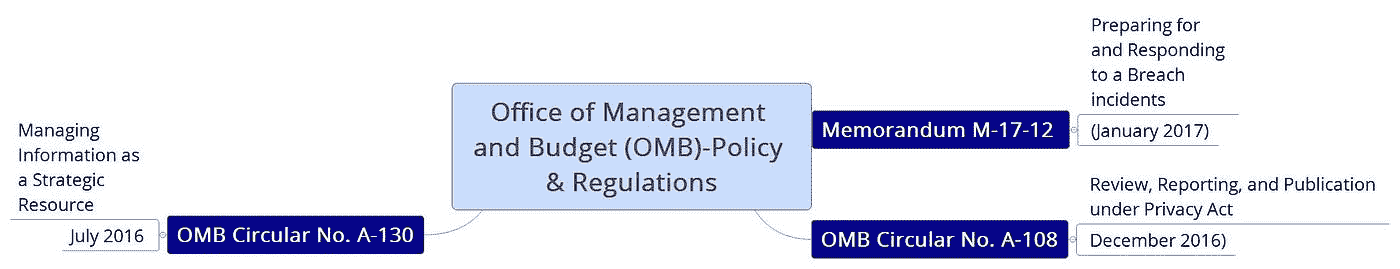 Office of Management
and Budget (OMB)-Policy
& Regulations
Memorandum M-17-12
Preparing for
and Responding
to a Breach
incidents
(January 2017)
OMB Circular No. A-108
Review, Reporting, and Publication
under Privacy Act
December 2016)
OMB Circular No. A-130
Managing
Information as
a Strategic
Resource
July 2016